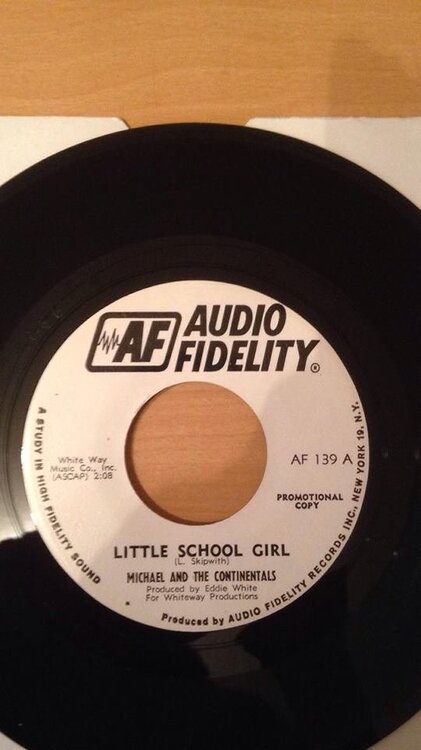 AF AUDIO
FIDELITY®
White Way
Music Co., Inc.
(ASCAP) 2:08
AF 139 A
PROMOTIONAL
COPY
LITTLE SCHOOL GIRL
(L. Skipwith)
MICHAEL AND THE CONTINENTALS
Produced by Eddie White
For Whiteway Productions
A STUDY IN HIGH FIDELITY SOUND
Produced by AUDIO FIDELITY RECORDS INC., NEW YORK 19, N.Y.